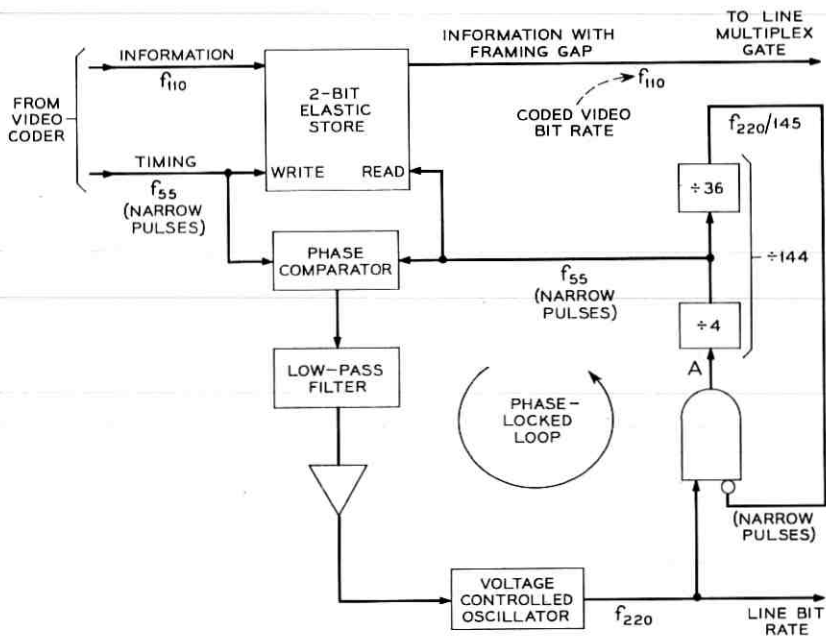 TO LINE
MULTIPLEX
GATE
INFORMATION WITH
FRAMING GAP
INFORMATION
f110
f110
2-BIT
ELASTIC
STORE
CODED VIDEO
BIT RATE
FROM
VIDEO
CODER
f220/145
TIMING
WRITE
READ
f55
(NARROW
PULSES)
÷36
PHASE
COMPARATOR
f55
(NARROW
PULSES)
÷144
÷4
LOW-PASS
FILTER
A
PHASE-
LOCKED
LOOP
(NARROW
PULSES)
VOLTAGE
CONTROLLED
OSCILLATOR
f220
LINE BIT
RATE